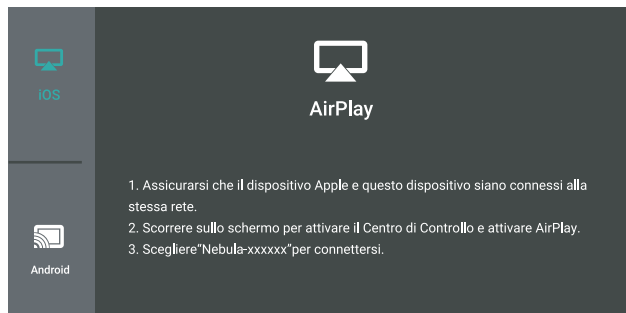 iOS
AirPlay
1. Assicurarsi che il dispositivo Apple e questo dispositivo siano connessi alla
stessa rete.
2. Scorrere sullo schermo per attivare il Centro di Controllo e attivare AirPlay.
3. Scegliere"Nebula-xxxxxx"per connettersi.
Android